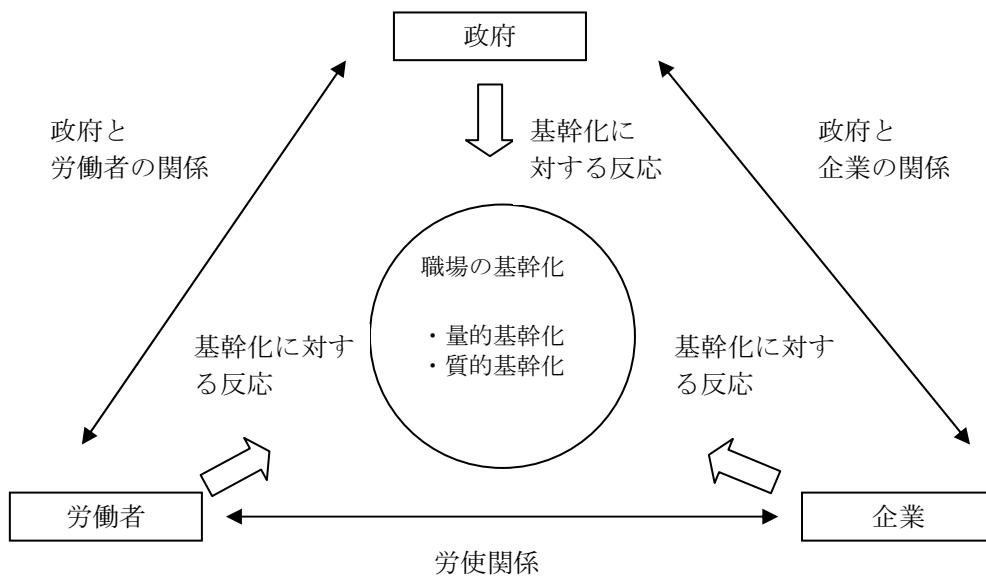 政府
政府と
労働者の関係
基幹化に
対する反応
政府と
企業の関係
職場の基幹化
・量的基幹化
・質的基幹化
基幹化に対す
る反応
基幹化に対す
る反応
労働者
企業
労使関係